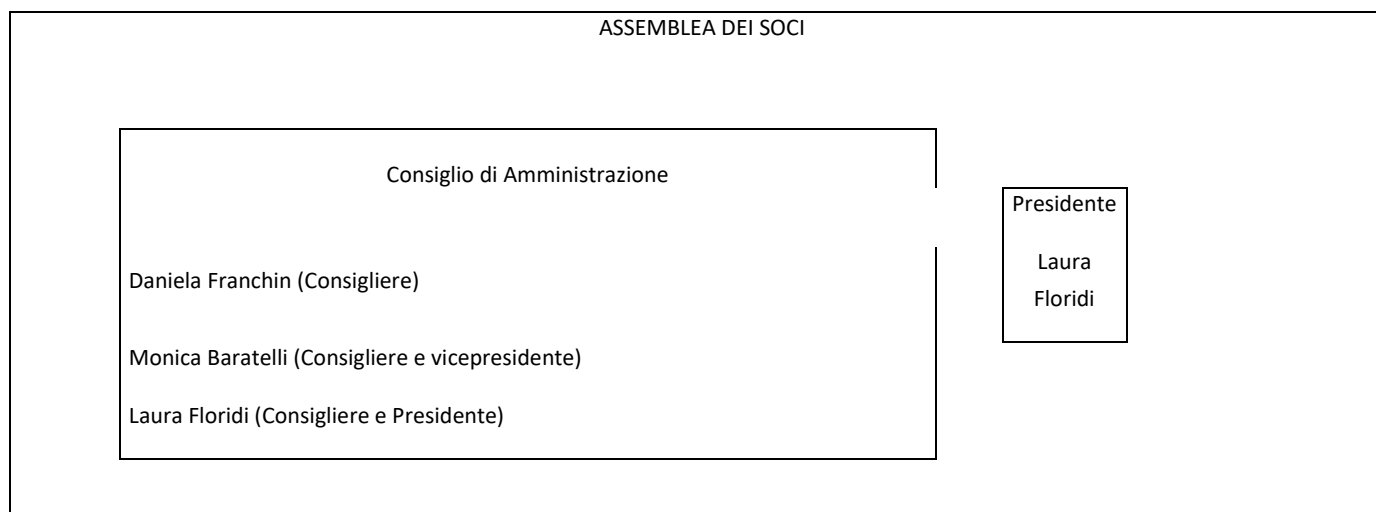 ASSEMBLEA DEI SOCI
Consiglio di Amministrazione
Presidente
Laura
Floridi
Daniela Franchin (Consigliere)
Monica Baratelli (Consigliere e vicepresidente)
Laura Floridi (Consigliere e Presidente)